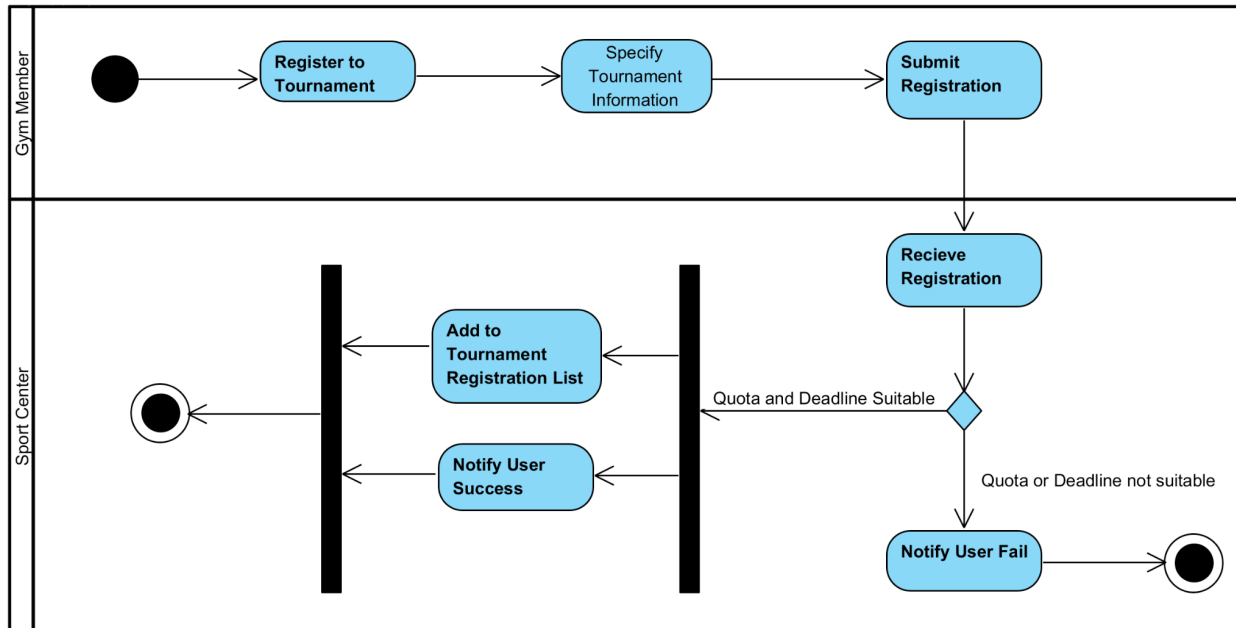 Gym Member
Register to
Tournament
Specify
Tournament
Information
Submit
Registration
Sport Center
Recieve
Registration
Add to
Tournament
Registration List
Quota and Deadline Suitable
Notify User
Success
Quota or Deadline not suitable
Notify User Fail